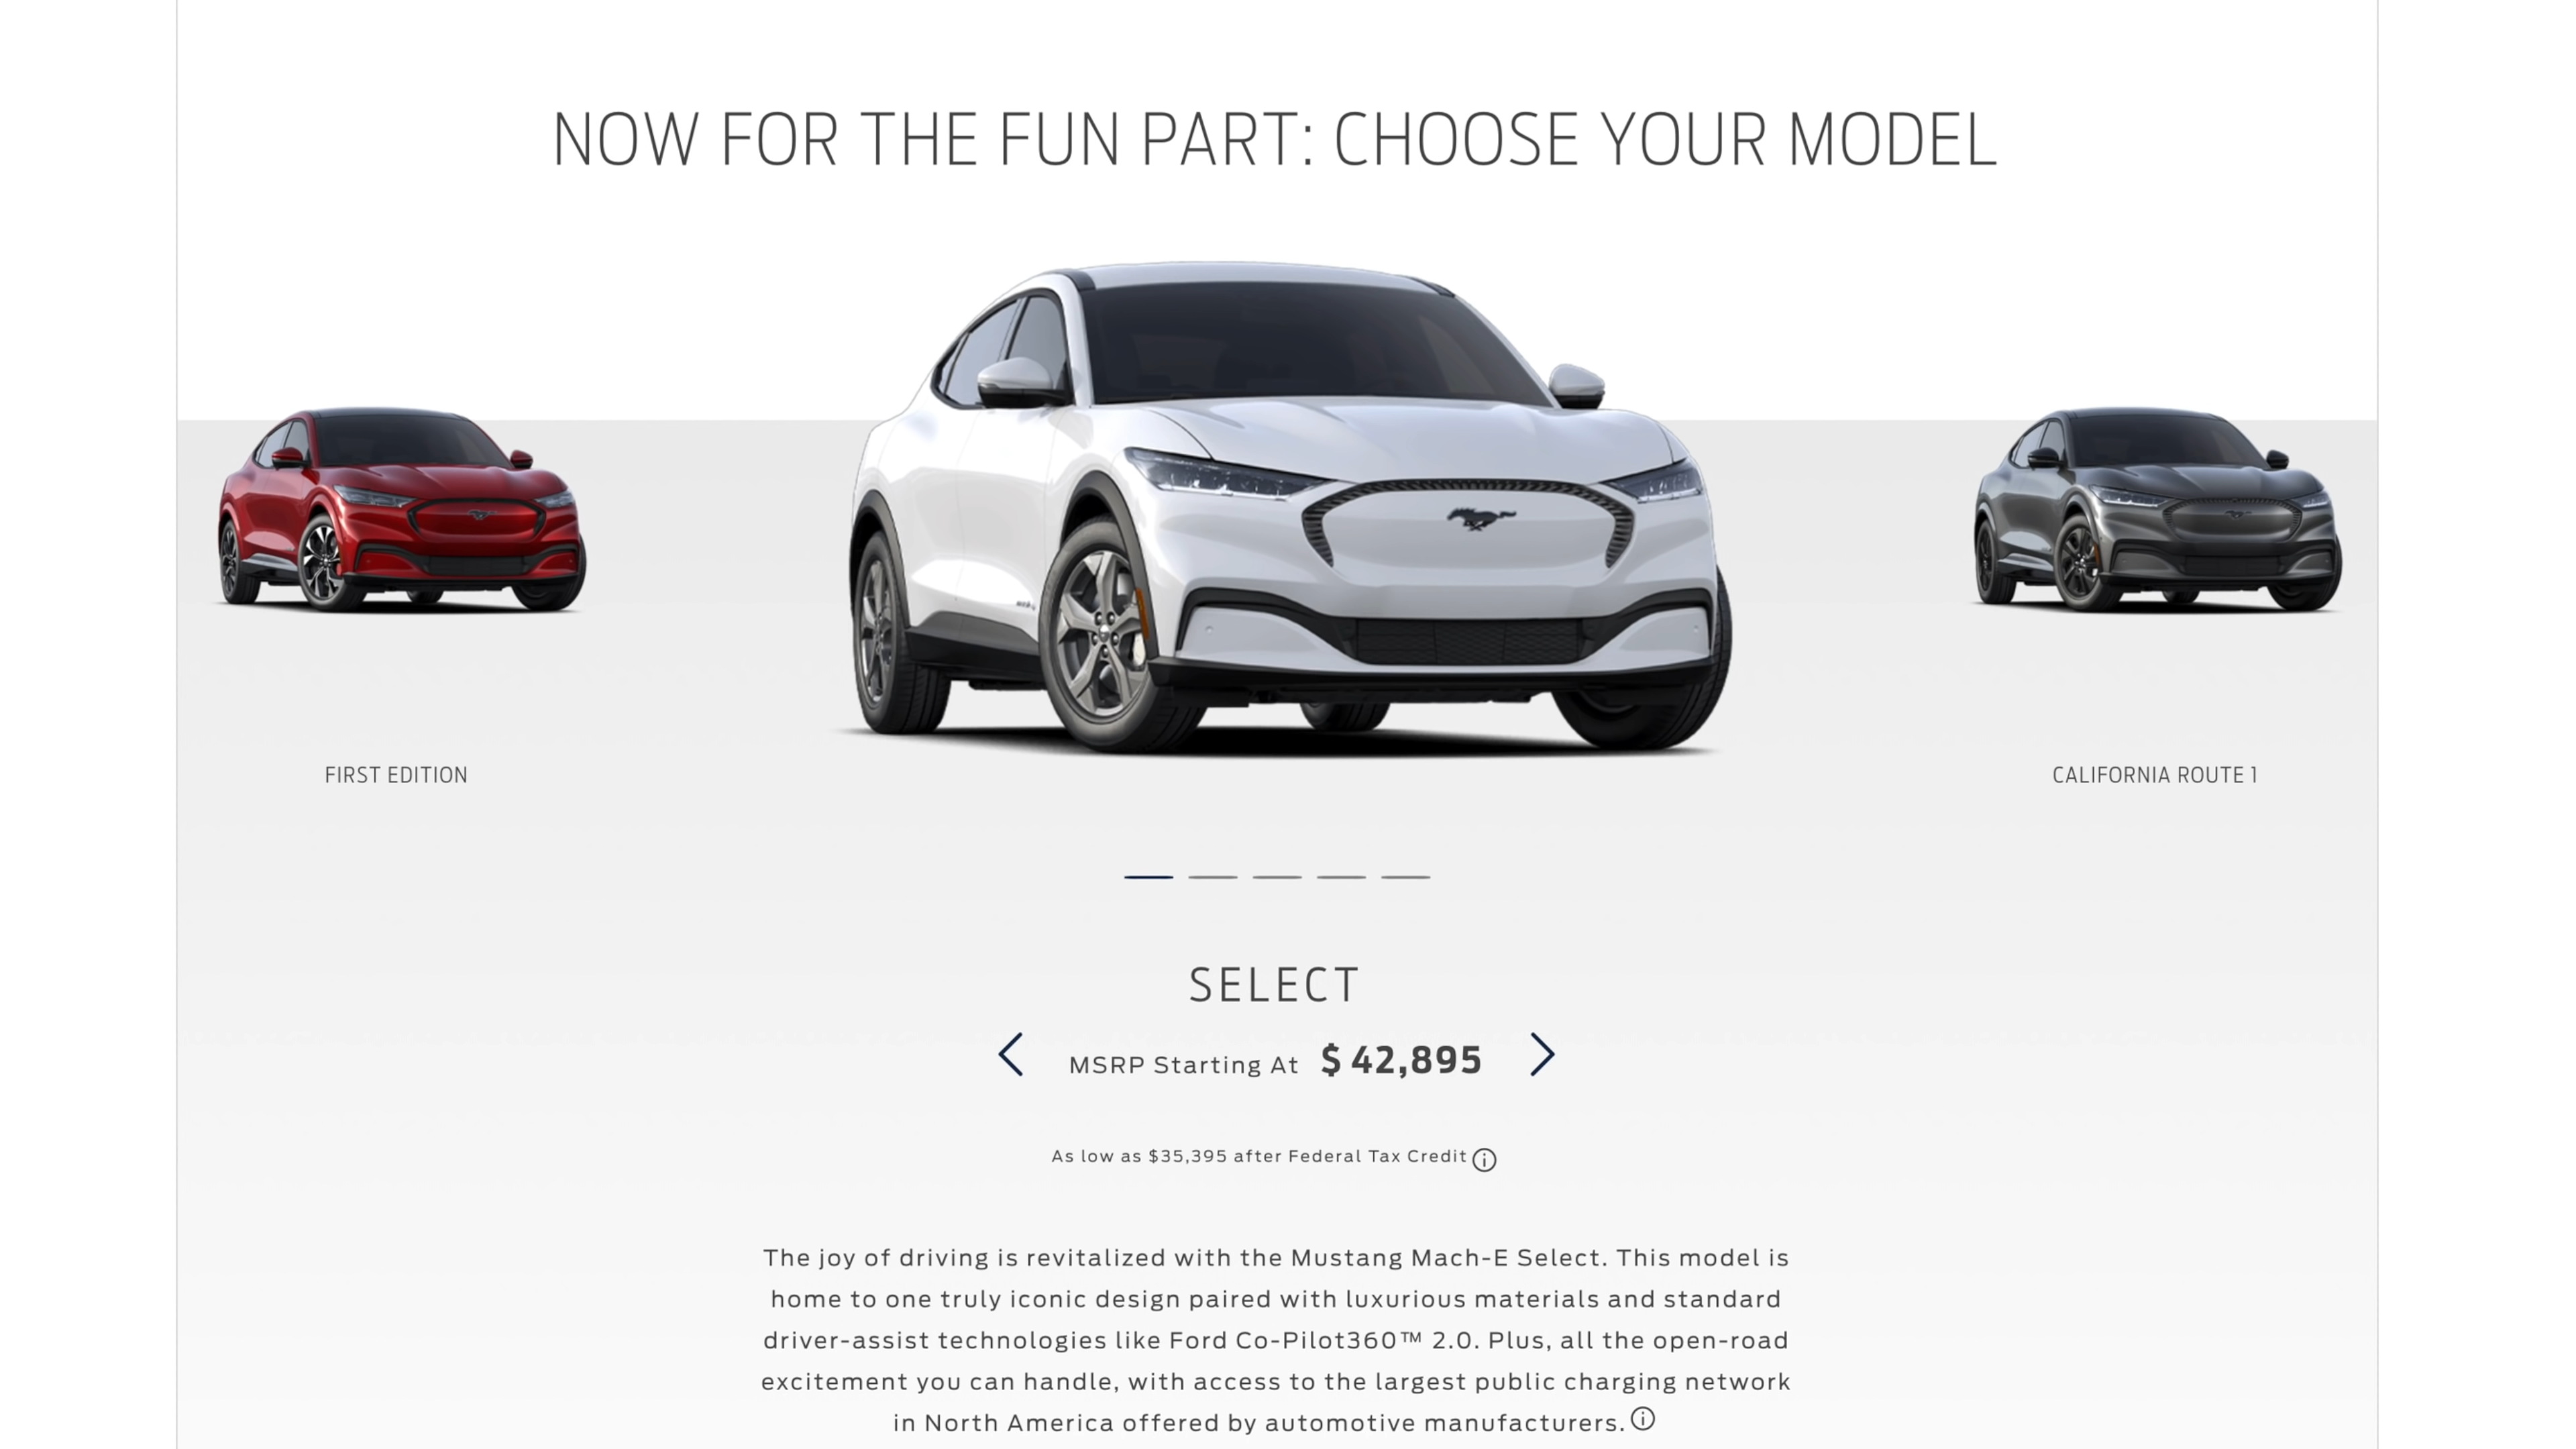 NOW FOR THE FUN PART: CHOOSE YOUR MODEL
FIRST EDITION
CALIFORNIA ROUTE 1
SELECT
MSRP Starting At $ 42,895
As low as $35,395 after Federal Tax Credit
The joy of driving is revitalized with the Mustang Mach-E Select. This model is
home to one truly iconic design paired with luxurious materials and standard
driver-assist technologies like Ford Co-Pilot360™ 2.0. Plus, all the open-road
excitement you can handle, with access to the largest public charging network
in North America offered by automotive manufacturers.